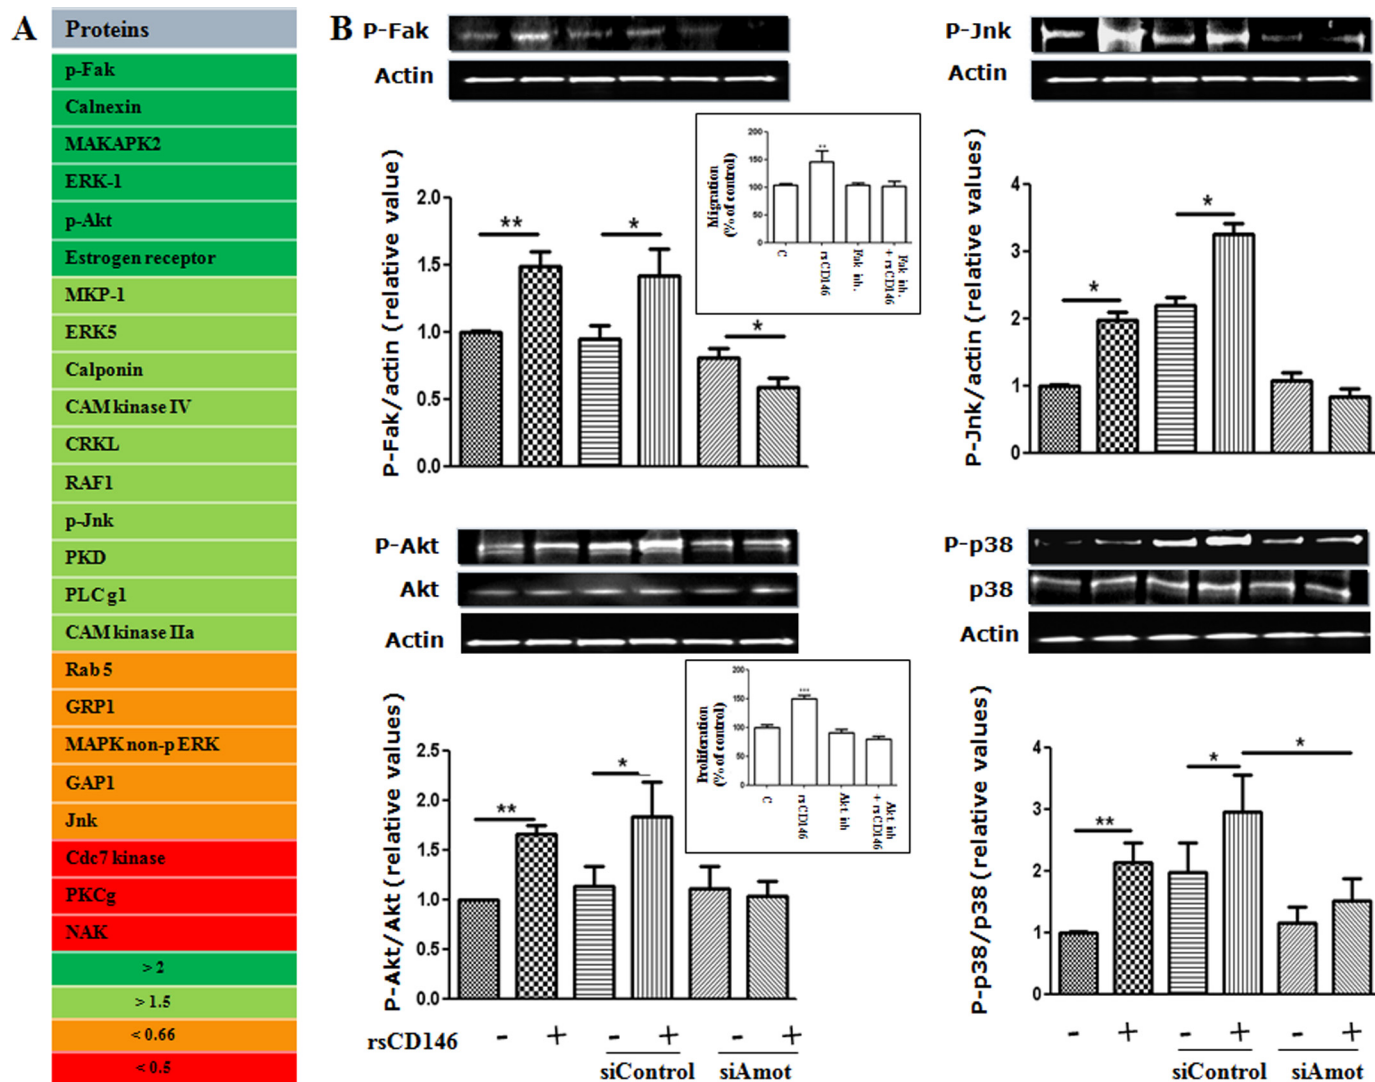 A
Proteins
p-Fak
Calnexin
MAKAPK2
ERK-1
p-Akt
Estrogen receptor
MKP-1
ERK5
Calponin
CAM kinase IV
CRKL
RAF1
p-Jnk
PKD
PLC g1
CAM kinase IIa
Rab 5
GRP1
MAPK non-p ERK
GAP1
Jnk
Cdc7 kinase
PKCg
NAK
> 2
> 1.5
< 0.66
< 0.5
B
P-Fak
Actin
P-Fak/actin (relative value)
2.0
1.5
1.0
0.5
0.0
**
*
*
Migration
(% of control)
200
150
100
50
0
**
C
rsCD146
Fak inh.
Fak inh.
+ rsCD146
P-Jnk
Actin
P-Jnk/actin (relative values)
4
3
2
1
0
*
*
P-Akt
Akt
Actin
P-Akt/Akt (relative values)
2.5
2.0
1.5
1.0
0.5
0.0
**
*
Proliferation
(% of control)
200
150
100
50
0
***
C
rsCD146
Akt inh
Akt inh
+ rsCD146
P-p38
p38
Actin
P-p38/p38 (relative values)
4
3
2
1
0
**
*
*
rsCD146
- + - + - +
siControl siAmot
- + - + - +
siControl siAmot